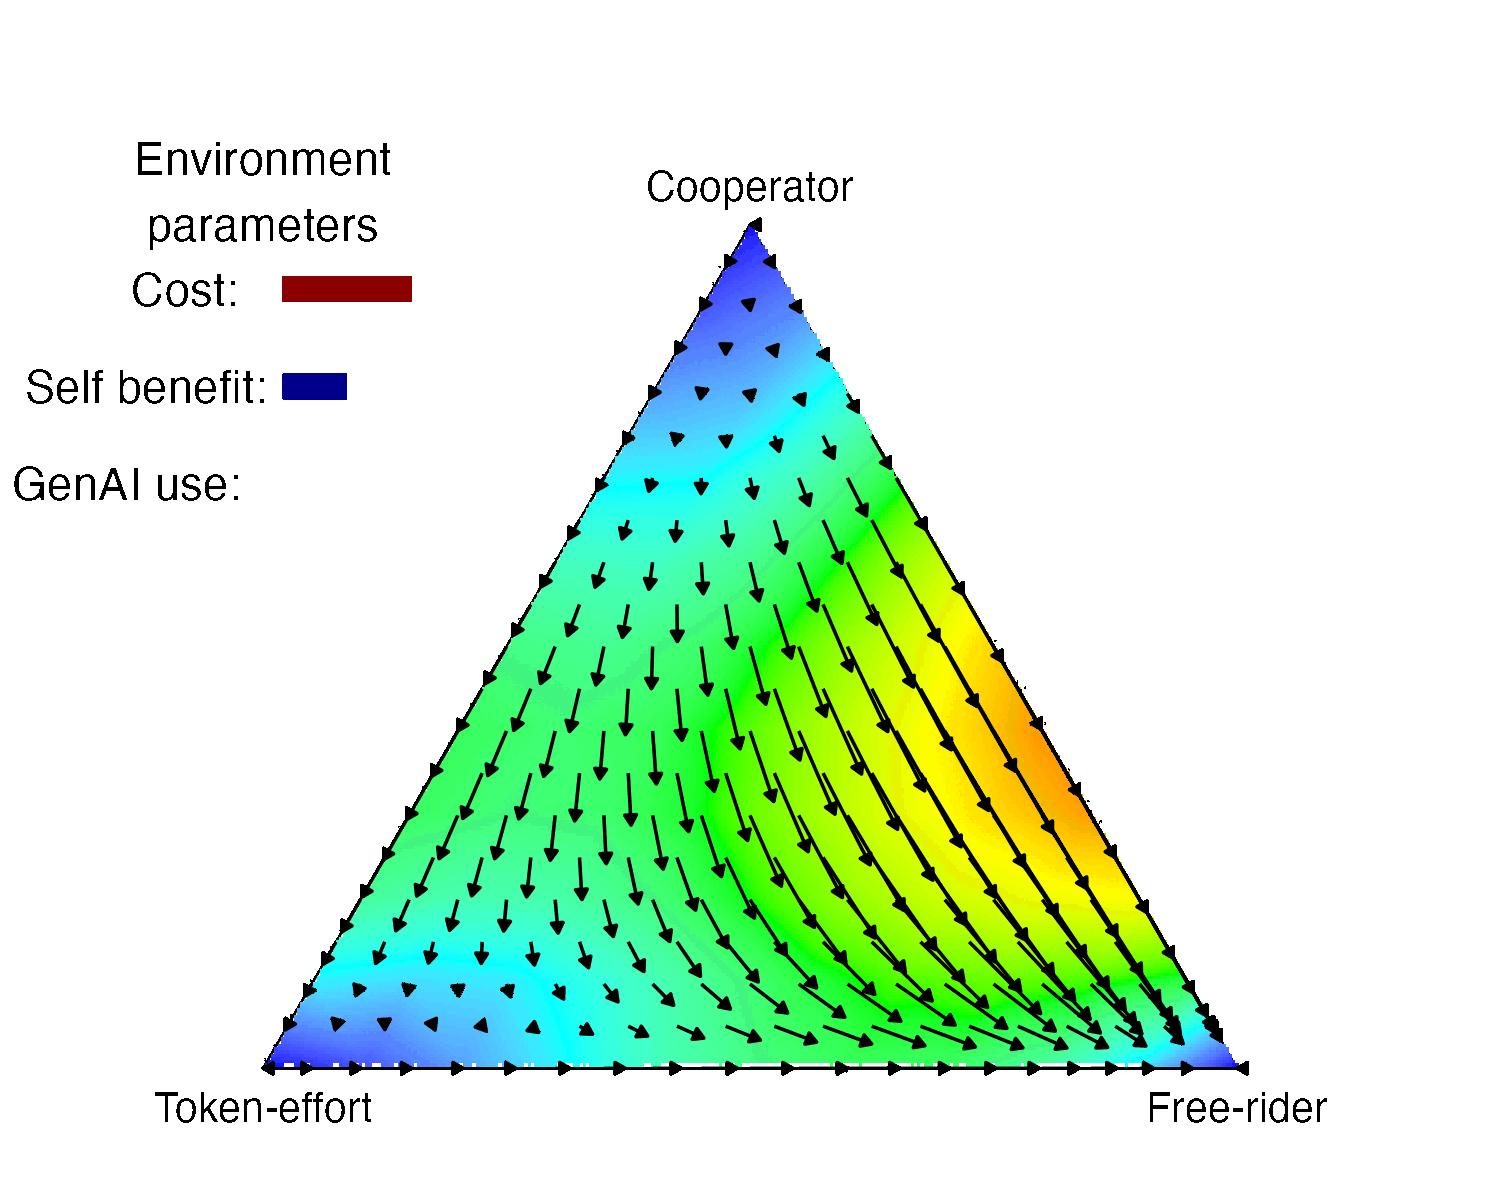 Environment
parameters
Cost:
Self benefit:
GenAI use:
Cooperator
Token-effort
Free-rider